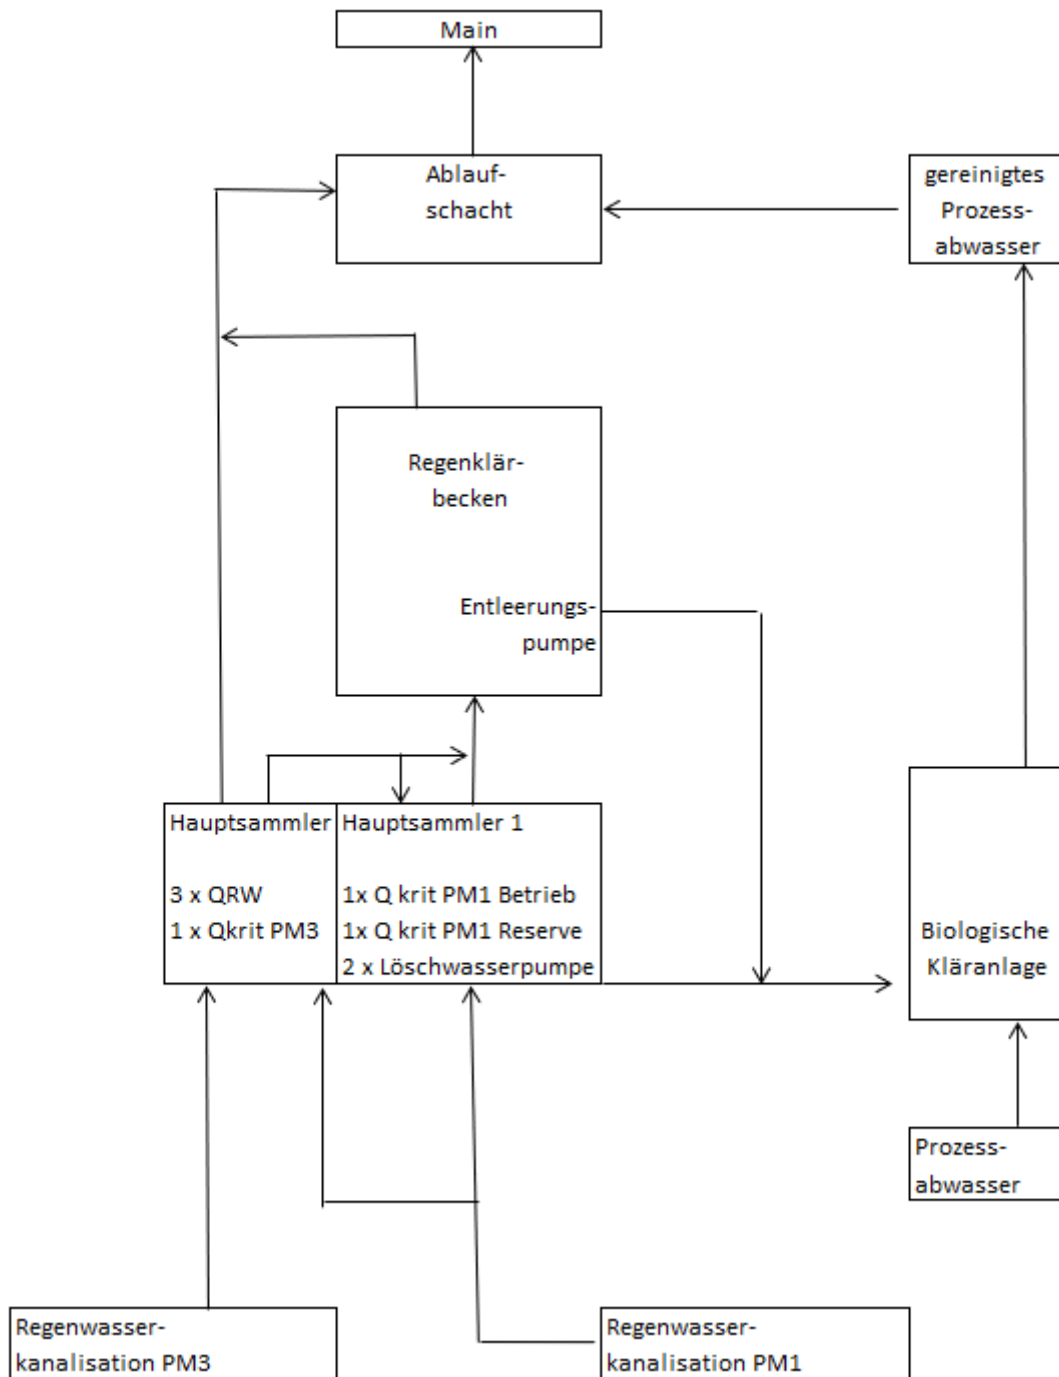 Main
Ablauf-
schacht
gereinigtes
Prozess-
abwasser
Regenklär-
becken
Entleerungs-
pumpe
Hauptsammler
3 x QRW
1 x Qkrit PM3
Hauptsammler 1
1x Q krit PM1 Betrieb
1x Q krit PM1 Reserve
2 x Löschwasserpumpe
Biologische
Kläranlage
Prozess-
abwasser
Regenwasser-
kanalisation PM3
Regenwasser-
kanalisation PM1